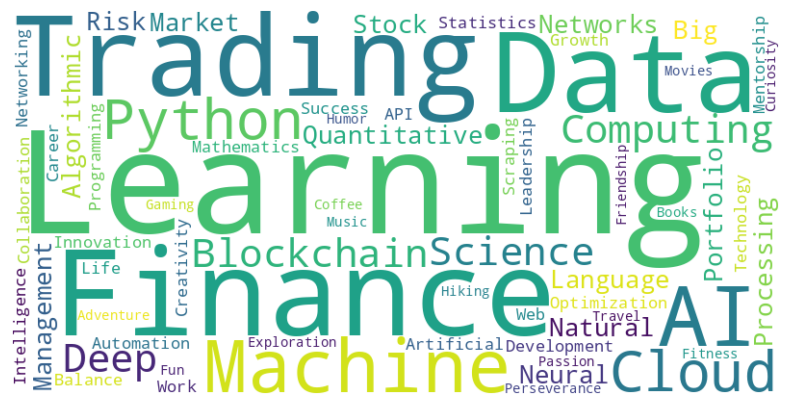 Trading
Risk
Market
Stock
Statistics
Networks
Big
Growth
Data
Movies
Mentorship
Curiosity
Networking
Algorithmic
Career
Programming
Collaboration
Python
Success
Humor
API
Quantitative
Mathematics
Computing
Scraping
Leadership
Friendship
Learning
Gaming
Coffee
Music
Books
Portfolio
Technology
Processing
Innovation
Life
Creativity
Blockchain
Science
Management
Intelligence
Finance
Hiking
Language
Optimization
Adventure
Web
Travel
Natural
AI
Automation
Exploration
Artificial
Development
Deep
Fun
Balance
Work
Machine
Passion
Neural
Perseverance
Cloud
Fitness